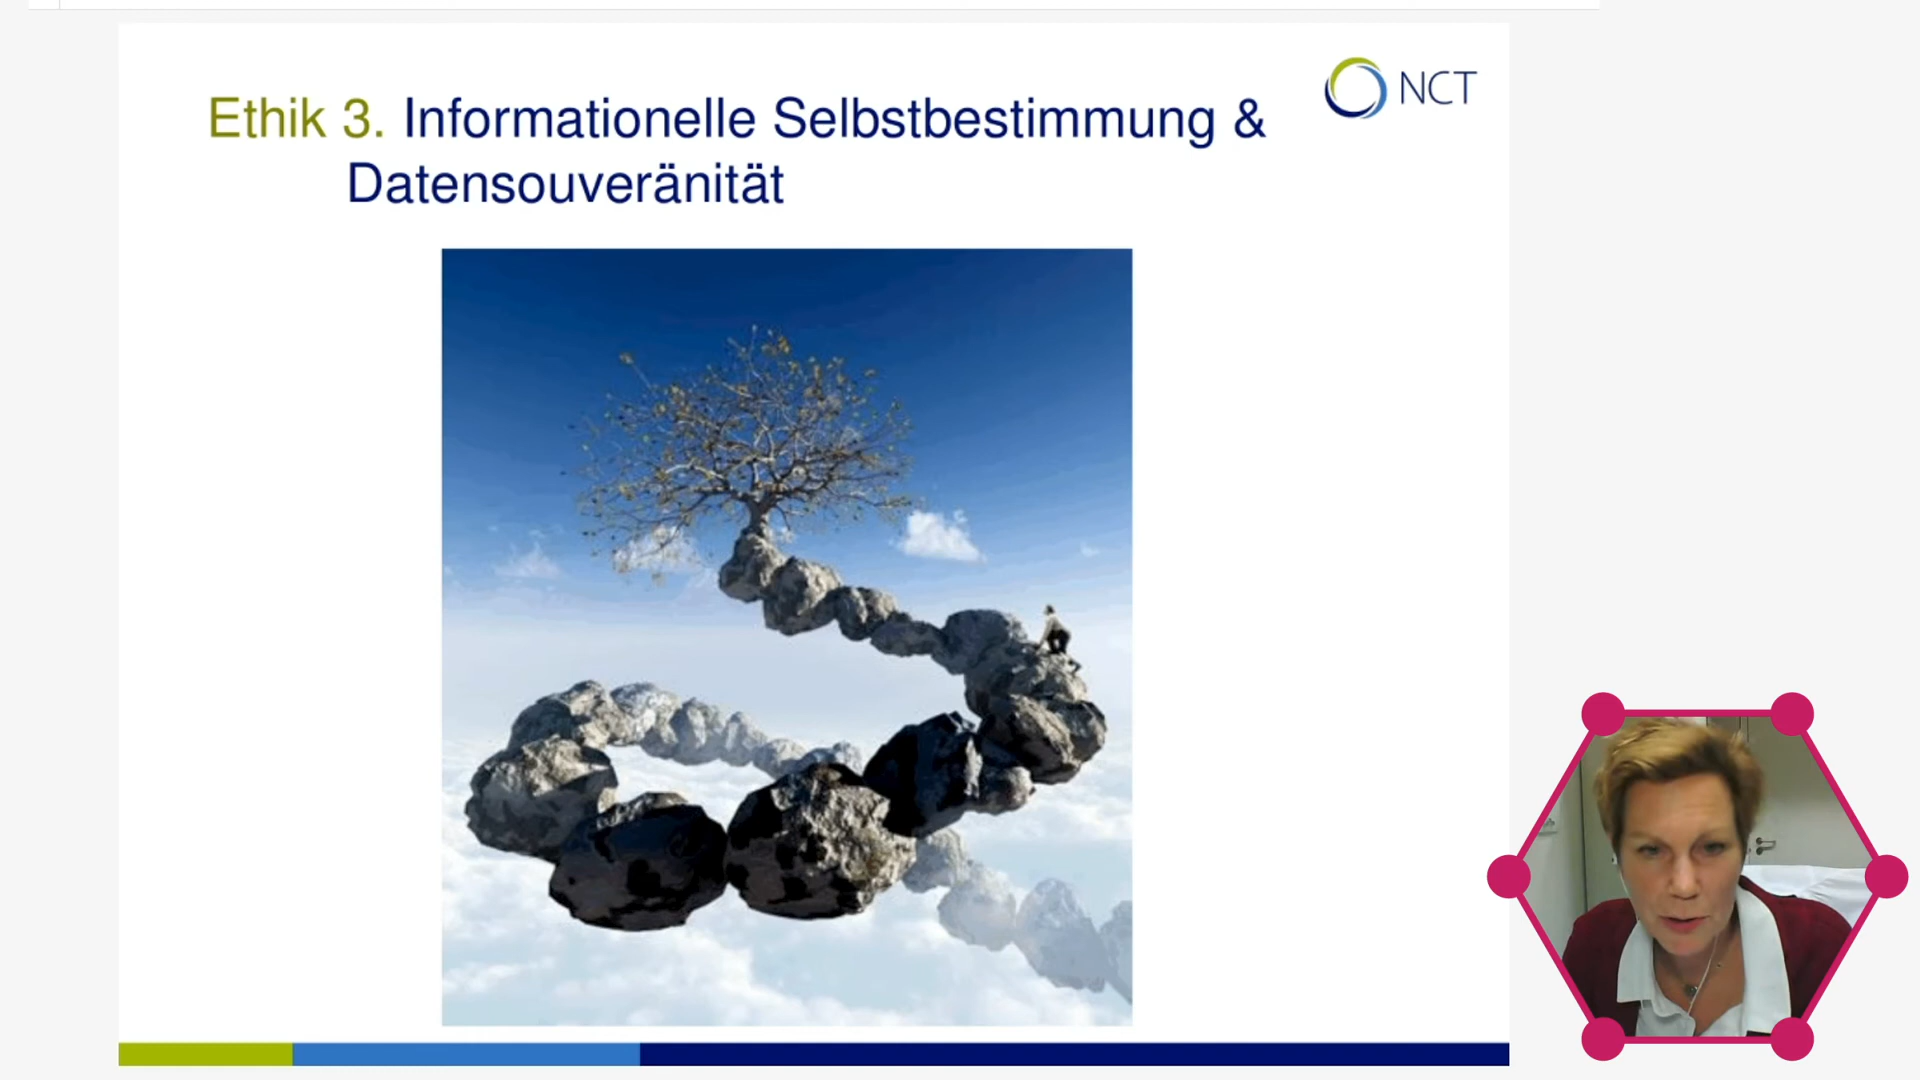 Ethik 3. Informationelle Selbstbestimmung &
Datensouveränität
NCT